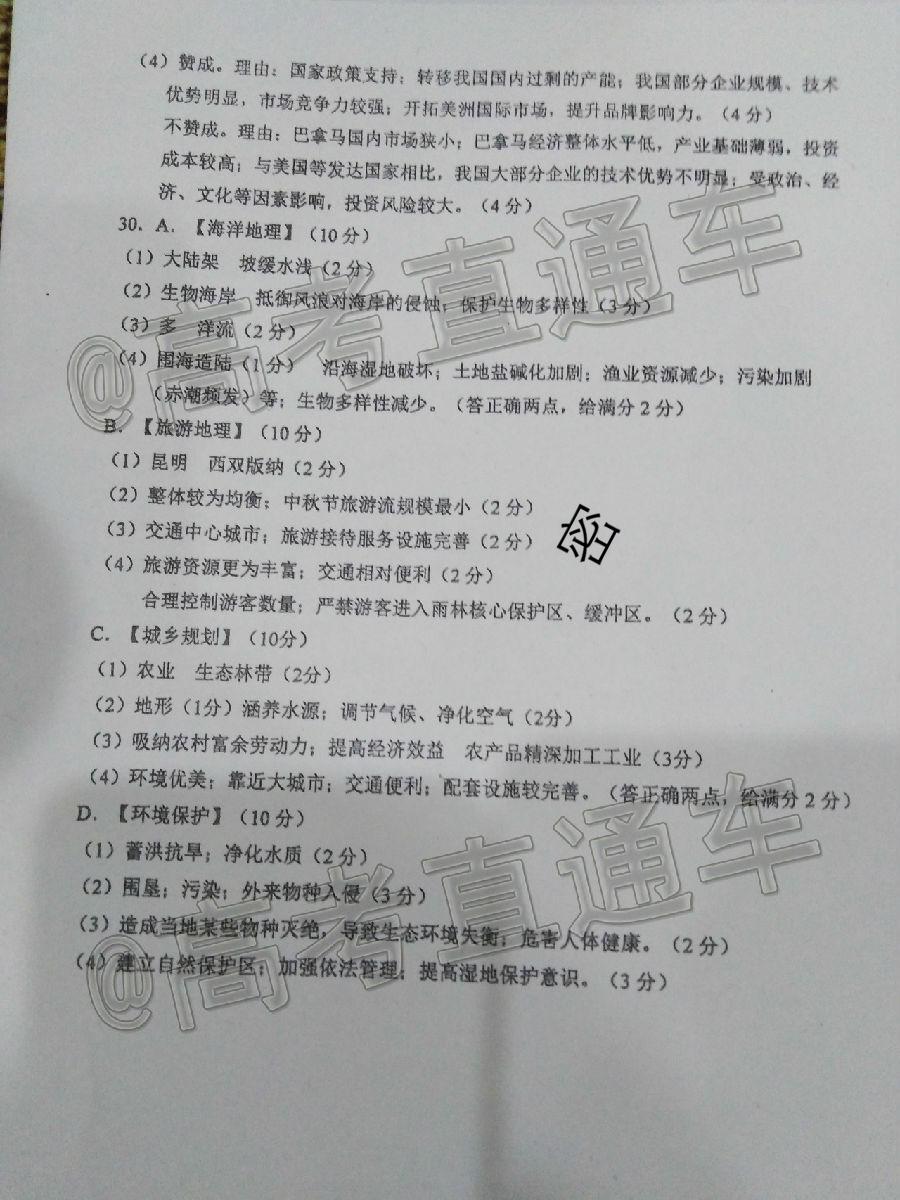 (4) 赞成。理由：国家政策支持；转移我国国内过剩的产能；我国部分企业规模、技术
优势明显，市场竞争力较强；开拓美洲国际市场，提升品牌影响力。（4 分）
不赞成。理由：巴拿马国内市场狭小；巴拿马经济整体水平低，产业基础薄弱，投资
成本较高；与美国等发达国家相比，我国大部分企业的技术优势不明显；受政治、经
济、文化等因素影响，投资风险较大。（4 分）
30. A. 【海洋地理】（10 分）
(1) 大陆架 坡缓水浅（2 分）
(2) 生物海岸 抵御风浪对海岸的侵蚀；保护生物多样性（3 分）
(3) 多 洋流（2 分）
(4) 围海造陆（1 分） 沿海湿地破坏；土地盐碱化加剧；渔业资源减少；污染加剧
（赤潮频发）等；生物多样性减少。（答正确两点，给满分 2 分）
B. 【旅游地理】（10 分）
(1) 昆明 西双版纳（2 分）
(2) 整体较为均衡；中秋节旅游流规模最小（2 分）
(3) 交通中心城市；旅游接待服务设施完善（2 分）
密
(4) 旅游资源更为丰富；交通相对便利（2 分）
合理控制游客数量；严禁游客进入雨林核心保护区、缓冲区。（2 分）
C. 【城乡规划】（10分）
(1) 农业 生态林带（2分）
(2) 地形（1分）涵养水源；调节气候、净化空气（2分）
(3) 吸纳农村富余劳动力；提高经济效益 农产品精深加工工业（3分）
(4) 环境优美；靠近大城市；交通便利；配套设施较完善。（答正确两点，给满分 2 分）
D. 【环境保护】（10 分）
(1) 蓄洪抗旱；净化水质（2 分）
(2) 围垦；污染；外来物种入侵（3 分）
(3) 造成当地某些物种灭绝，导致生态环境失衡；危害人体健康。（2 分）
(4) 建立自然保护区；加强依法管理；提高湿地保护意识。（3 分）
@高考直通车
@高考直通车